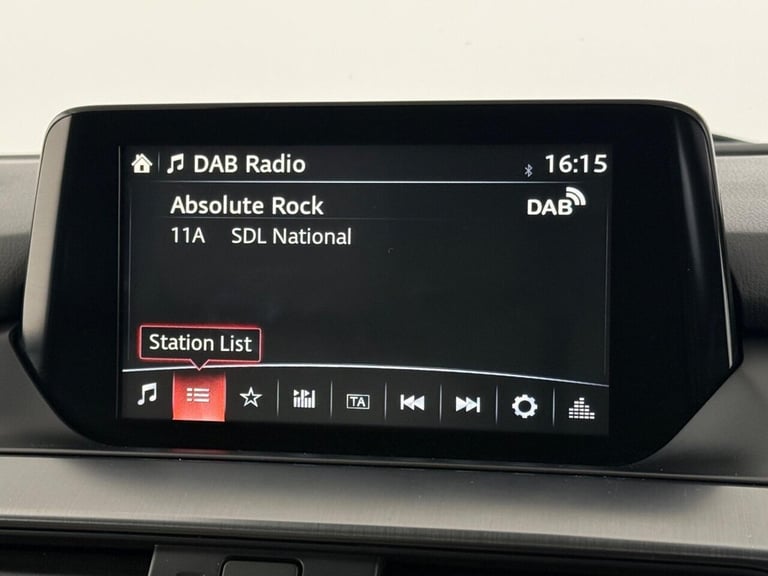 DAB Radio 16:15
Absolute Rock DAB
11A SDL National
Station List
TA